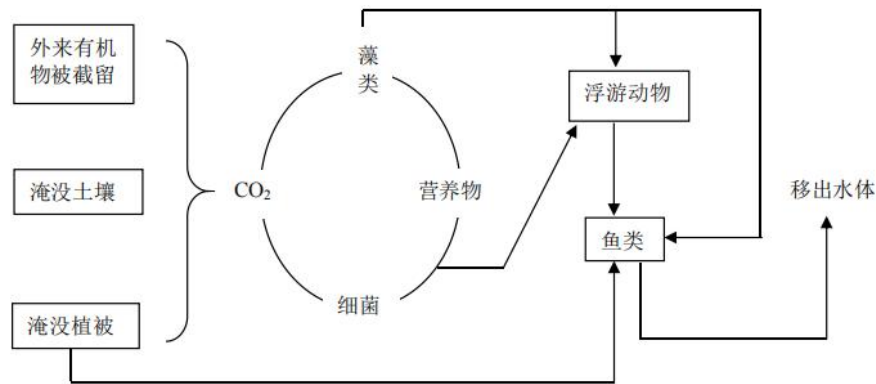 外来有机
物被截留
淹没土壤
淹没植被
CO₂
藻
类
营养物
细菌
浮游动物
鱼类
移出水体